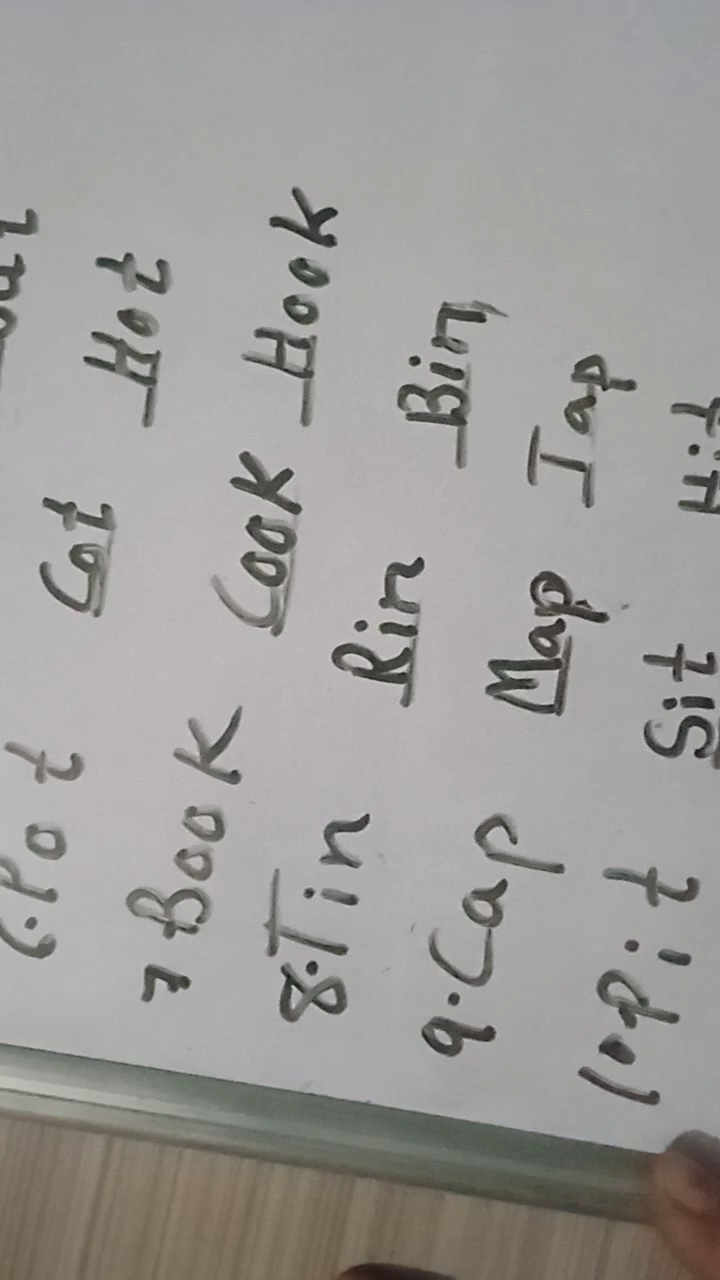 6. Pot Cot Hot
7 Book Cook Hook
8. Tin Rin Bin
9. Cap Map Tap
10 Pit Sit Hit